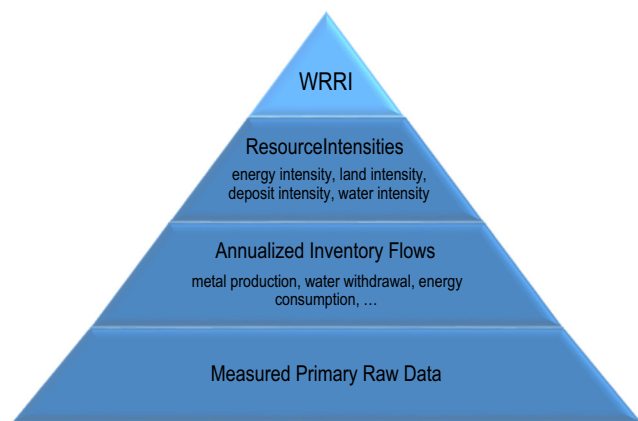 WRRI
ResourceIntensities
energy intensity, land intensity,
deposit intensity, water intensity
Annualized Inventory Flows
metal production, water withdrawal, energy
consumption, ...
Measured Primary Raw Data